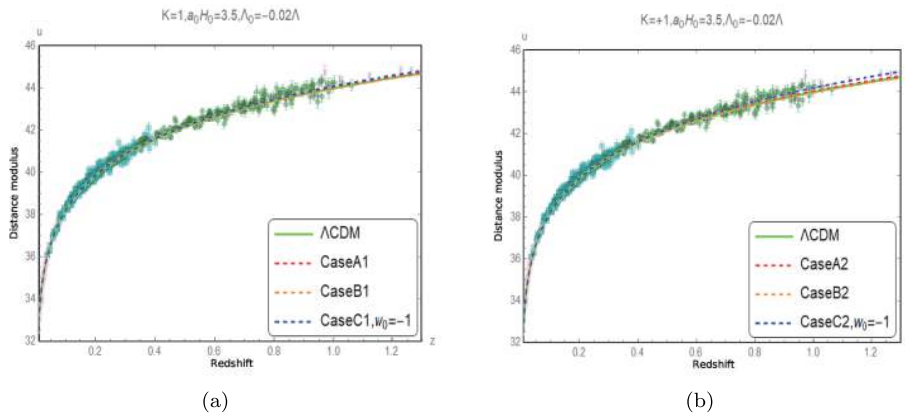 K=1,a₀H₀=3.5,Λ₀=−0.02Λ
u
46
44
42
40
38
36
34
32
Distance modulus
ΛCDM
CaseA1
CaseB1
CaseC1,w₀=−1
0.2 0.4 0.6 0.8 1.0 1.2
z
Redshift
(a)
K=+1,a₀H₀=3.5,Λ₀=−0.02Λ
u
46
44
42
40
38
36
34
32
Distance modulus
ΛCDM
CaseA2
CaseB2
CaseC2,w₀=−1
0.2 0.4 0.6 0.8 1.0 1.2
Redshift
(b)